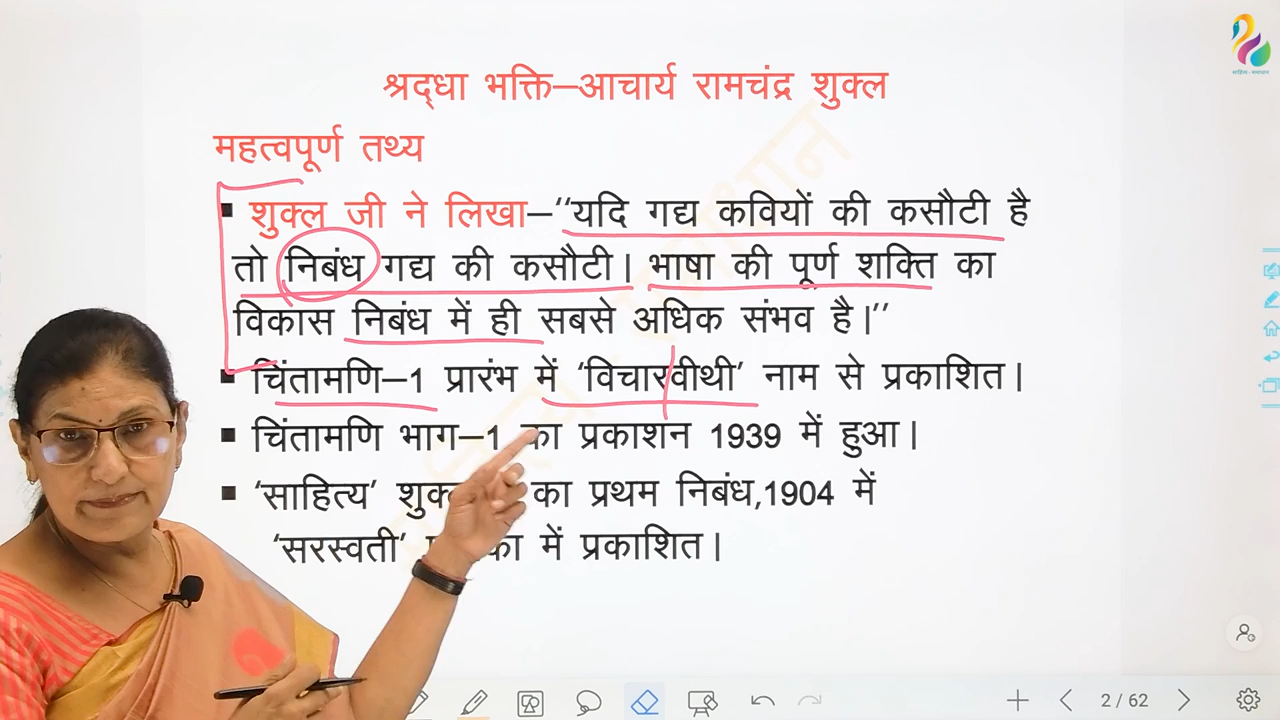 श्रद्धा भक्ति–आचार्य रामचंद्र शुक्ल
महत्वपूर्ण तथ्य
▪ शुक्ल जी ने लिखा–“यदि गद्य कवियों की कसौटी है
तो निबंध गद्य की कसौटी। भाषा की पूर्ण शक्ति का
विकास निबंध में ही सबसे अधिक संभव है।”
▪ चिंतामणि–1 प्रारंभ में ‘विचारवीथी’ नाम से प्रकाशित।
▪ चिंतामणि भाग–1 का प्रकाशन 1939 में हुआ।
▪ ‘साहित्य’ का प्रथम निबंध,1904 में
‘सरस्वती’ में प्रकाशित।
2 / 62